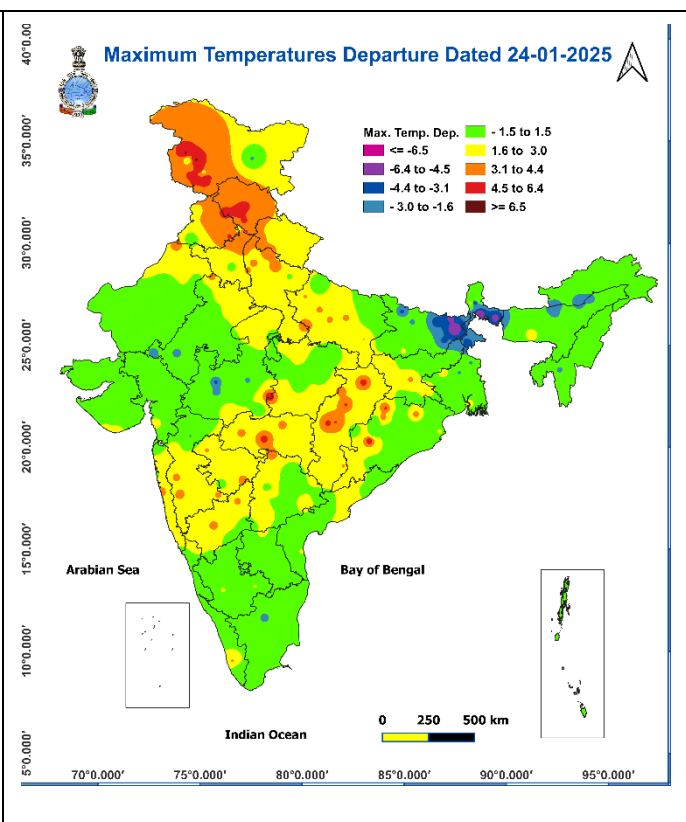 Maximum Temperatures Departure Dated 24-01-2025
Max. Temp. Dep.
<= -6.5
-6.4 to -4.5
-4.4 to -3.1
- 3.0 to -1.6
- 1.5 to 1.5
1.6 to 3.0
3.1 to 4.4
4.5 to 6.4
>= 6.5
40°0.00
35°0.000'
30°0.000'
25°0.000'
20°0.000'
15°0.000'
10°0.000'
5°0.000'
Arabian Sea
Bay of Bengal
Indian Ocean
0 250 500 km
70°0.000' 75°0.000' 80°0.000' 85°0.000' 90°0.000' 95°0.000'